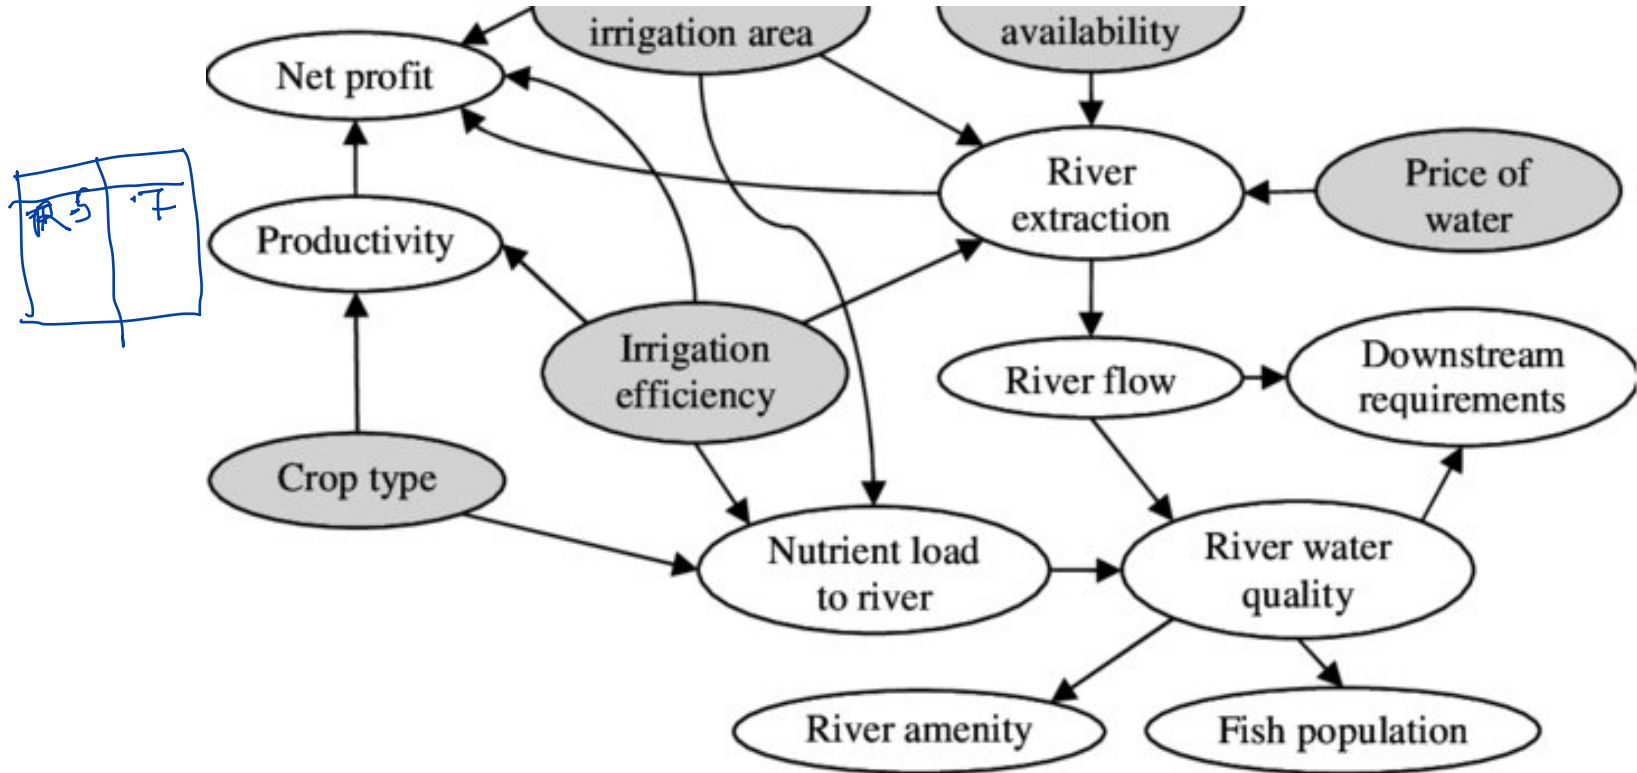 irrigation area
availability
Net profit
River
extraction
Price of
water
.7
Productivity
Irrigation
efficiency
River flow
Downstream
requirements
Crop type
Nutrient load
to river
River water
quality
River amenity
Fish population